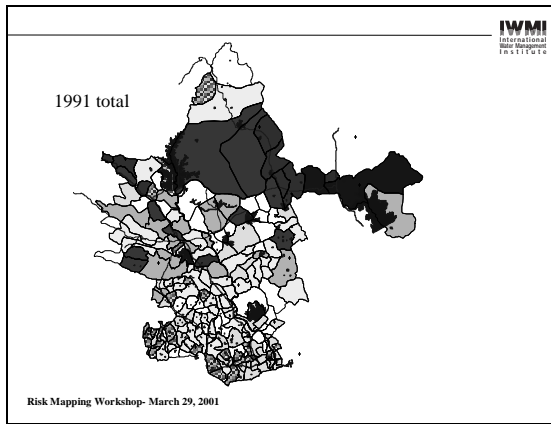 IWMI
International
Water Management
Institute
1991 total
Risk Mapping Workshop- March 29, 2001